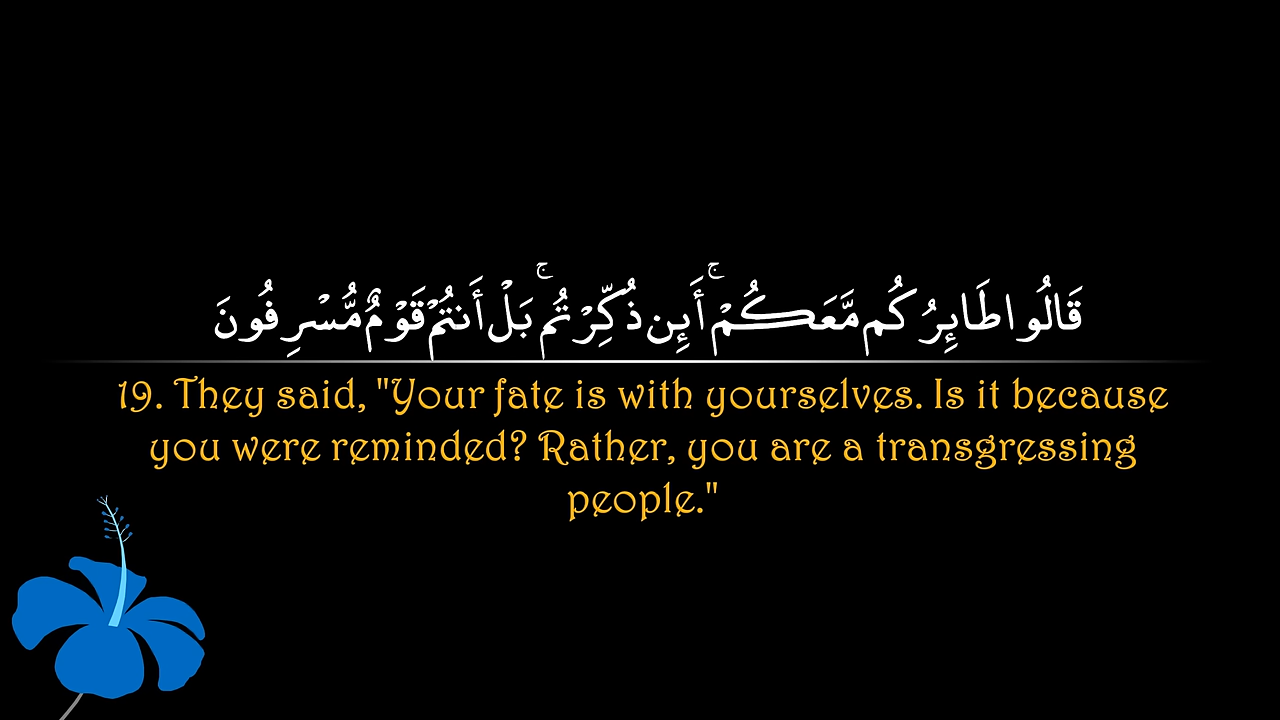 قَالُوا طَائِرُكُم مَّعَكُمْ ۚ أَئِن ذُكِّرْتُم ۚ بَلْ أَنتُمْ قَوْمٌ مُّسْرِفُونَ
19. They said, "Your fate is with yourselves. Is it because
you were reminded? Rather, you are a transgressing
people."